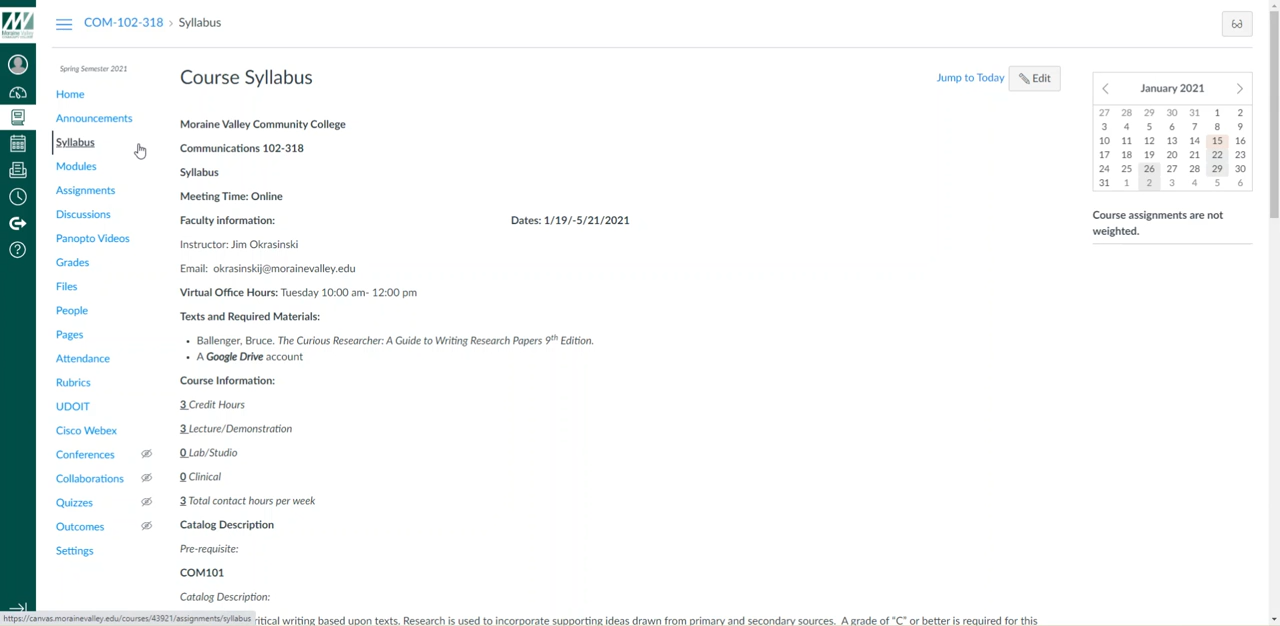 COM-102-318 › Syllabus
Spring Semester 2021
Home
Announcements
Syllabus
Modules
Assignments
Discussions
Panopto Videos
Grades
Files
People
Pages
Attendance
Rubrics
UDOIT
Cisco Webex
Conferences
Collaborations
Quizzes
Outcomes
Settings
Course Syllabus
Jump to Today
Edit
Moraine Valley Community College
Communications 102-318
Syllabus
Meeting Time: Online
Faculty information: Dates: 1/19/-5/21/2021
Instructor: Jim Okrasinski
Email: okrasinskij@morainevalley.edu
Virtual Office Hours: Tuesday 10:00 am- 12:00 pm
Texts and Required Materials:
• Ballenger, Bruce. The Curious Researcher: A Guide to Writing Research Papers 9th Edition.
• A Google Drive account
Course Information:
3 Credit Hours
3 Lecture/Demonstration
0 Lab/Studio
0 Clinical
3 Total contact hours per week
Catalog Description
Pre-requisite:
COM101
Catalog Description:
ritical writing based upon texts. Research is used to incorporate supporting ideas drawn from primary and secondary sources. A grade of "C" or better is required for this
January 2021
27 28 29 30 31 1 2
3 4 5 6 7 8 9
10 11 12 13 14 15 16
17 18 19 20 21 22 23
24 25 26 27 28 29 30
31 1 2 3 4 5 6
Course assignments are not
weighted.
https://canvas.morainevalley.edu/courses/43921/assignments/syllabus